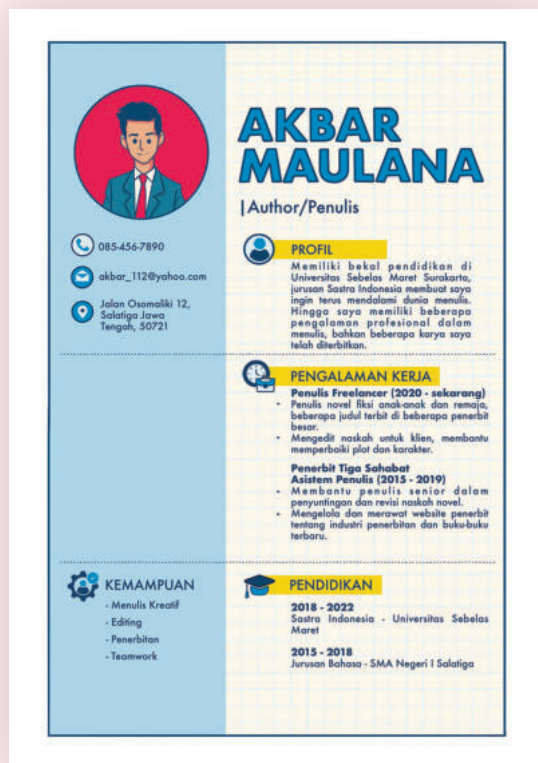 AKBAR
MAULANA
|Author/Penulis
085-456-7890
akbar_112@yahoo.com
Jalan Osamaliki 12,
Salatiga Jawa
Tengah, 50721
PROFIL
Memiliki bekal pendidikan di
Universitas Sebelas Maret Surakarta,
jurusan Sastra Indonesia membuat saya
ingin terus mendalami dunia menulis.
Hingga saya memiliki beberapa
pengalaman profesional dalam
menulis, bahkan beberapa karya saya
telah diterbitkan.
PENGALAMAN KERJA
Penulis Freelancer (2020 - sekarang)
- Penulis novel fiksi anak-anak dan remaja,
beberapa judul terbit di beberapa penerbit
besar.
- Mengedit naskah untuk klien, membantu
memperbaiki plot dan karakter.
Penerbit Tiga Sahabat
Asistem Penulis (2015 - 2019)
- Membantu penulis senior dalam
penyuntingan dan revisi naskah novel.
- Mengelola dan merawat website penerbit
tentang industri penerbitan dan buku-buku
terbaru.
KEMAMPUAN
- Menulis Kreatif
- Editing
- Penerbitan
- Teamwork
PENDIDIKAN
2018 - 2022
Sastra Indonesia - Universitas Sebelas
Maret
2015 - 2018
Jurusan Bahasa - SMA Negeri I Salatiga